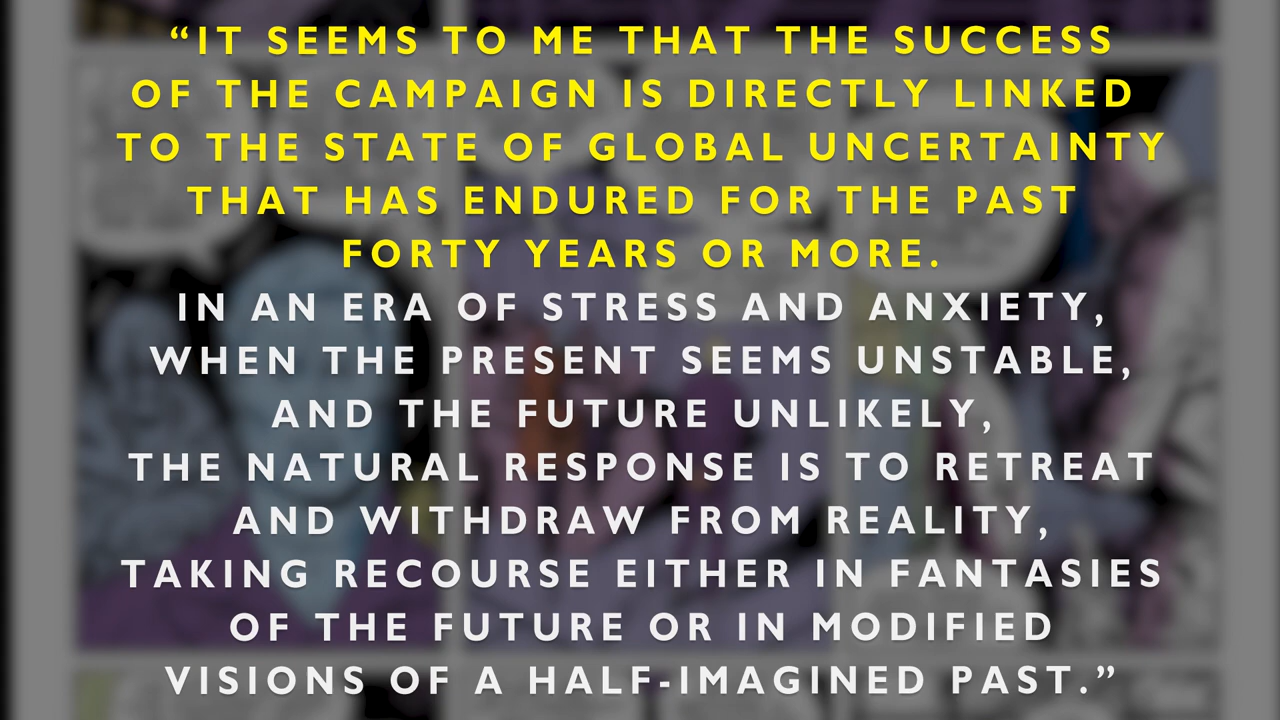 “IT SEEMS TO ME THAT THE SUCCESS
OF THE CAMPAIGN IS DIRECTLY LINKED
TO THE STATE OF GLOBAL UNCERTAINTY
THAT HAS ENDURED FOR THE PAST
FORTY YEARS OR MORE.
IN AN ERA OF STRESS AND ANXIETY,
WHEN THE PRESENT SEEMS UNSTABLE,
AND THE FUTURE UNLIKELY,
THE NATURAL RESPONSE IS TO RETREAT
AND WITHDRAW FROM REALITY,
TAKING RECOURSE EITHER IN FANTASIES
OF THE FUTURE OR IN MODIFIED
VISIONS OF A HALF-IMAGINED PAST.”